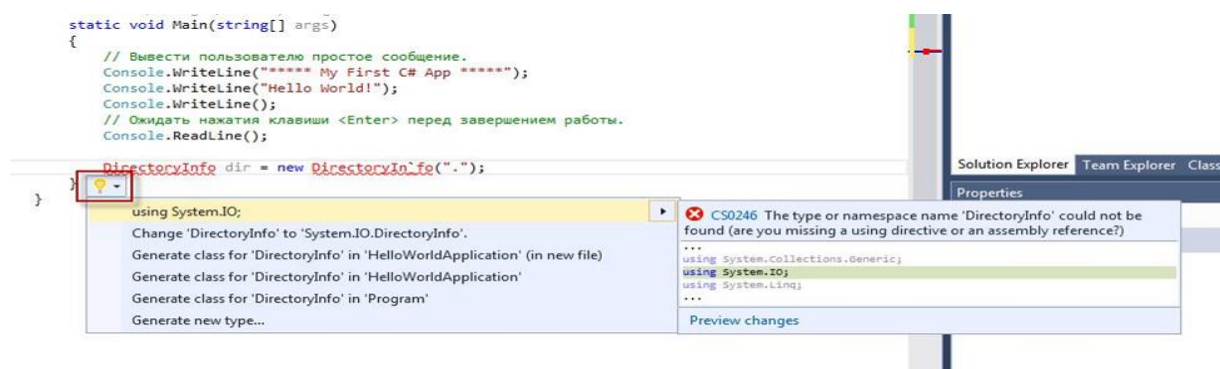 static void Main(string[] args)
{
// Вывести пользователю простое сообщение.
Console.WriteLine("***** My First C# App *****");
Console.WriteLine("Hello World!");
Console.WriteLine();
// Ожидать нажатия клавиши <Enter> перед завершением работы.
Console.ReadLine();
DirectoryInfo dir = new DirectoryInfo(".");
}
}
using System.IO;
Change 'DirectoryInfo' to 'System.IO.DirectoryInfo'.
Generate class for 'DirectoryInfo' in 'HelloWorldApplication' (in new file)
Generate class for 'DirectoryInfo' in 'HelloWorldApplication'
Generate class for 'DirectoryInfo' in 'Program'
Generate new type...
CS0246 The type or namespace name 'DirectoryInfo' could not be
found (are you missing a using directive or an assembly reference?)
...
using System.Collections.Generic;
using System.IO;
using System.Linq;
...
Preview changes
Solution Explorer Team Explorer Class
Properties